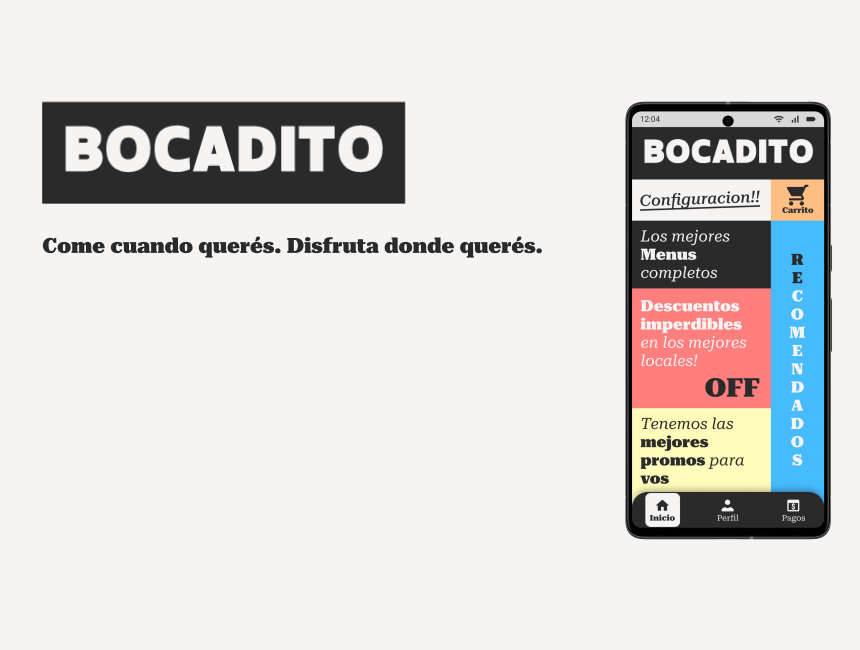 BOCADITO
Come cuando querés. Disfruta donde querés.
12:04
BOCADITO
Configuracion!!
Carrito
Los mejores
Menus
completos
Descuentos
imperdibles
en los mejores
locales!
OFF
Tenemos las
mejores
promos para
vos
RECOMENDADOS
Inicio
Perfil
Pagos